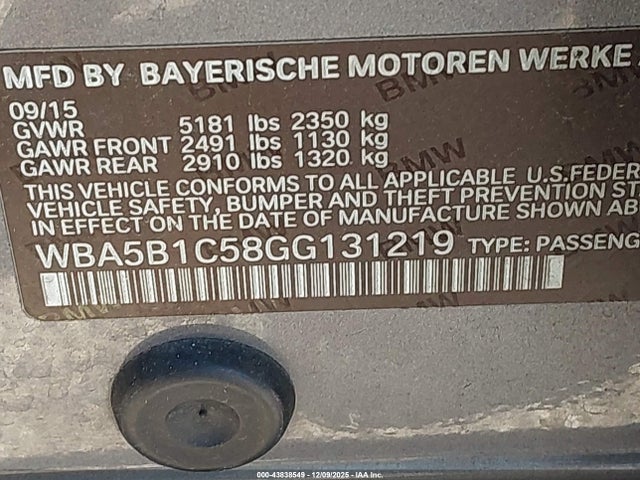 MFD BY BAYERISCHE MOTOREN WERKE
09/15
GVWR 5181 lbs 2350 kg
GAWR FRONT 2491 lbs 1130 kg
GAWR REAR 2910 lbs 1320 kg
THIS VEHICLE CONFORMS TO ALL APPLICABLE U.S.FEDER
VEHICLE SAFETY, BUMPER AND THEFT PREVENTION ST
IN EFFECT ON THE DATE OF MANUFACTURE SHOWN AB
WBA5B1C58GG131219 TYPE: PASSENG
000-43838549 - 12/09/2025 - IAA Inc.